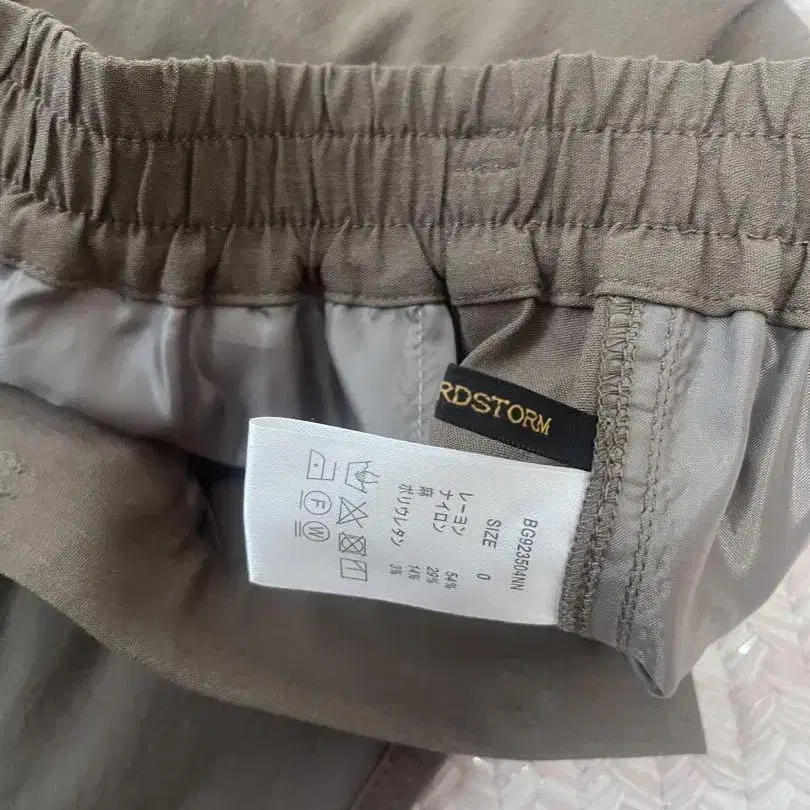 RDSTORM
BG923504NN
SIZE 0
レーヨン 54%
ナイロン 29%
麻 14%
ポリウレタン 3%
F W